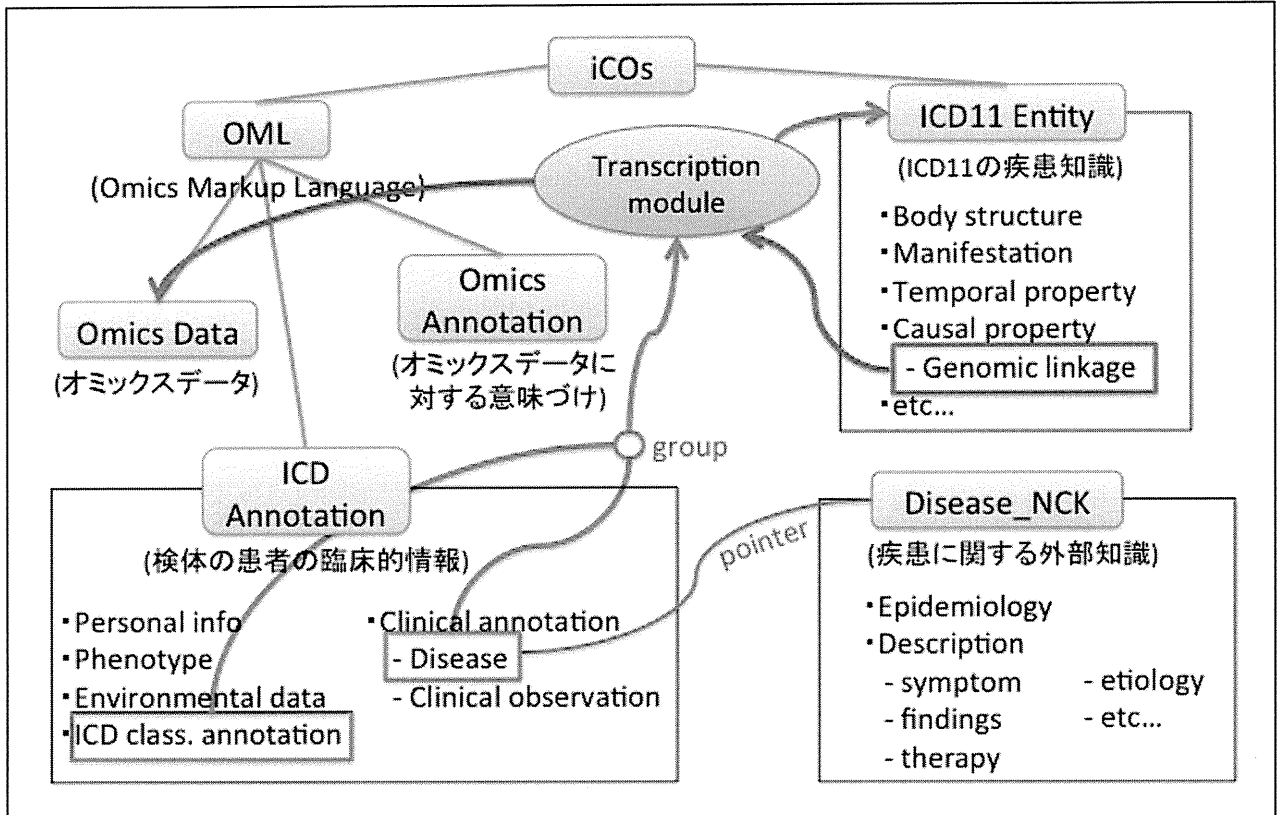 iCOs
OML
(Omics Markup Language)
Transcription
module
ICD11 Entity
(ICD11の疾患知識)
・Body structure
・Manifestation
・Temporal property
・Causal property
- Genomic linkage
・etc...
Omics Data
(オミックスデータ)
Omics
Annotation
(オミックスデータに
対する意味づけ)
group
ICD
Annotation
(検体の患者の臨床的情報)
・Personal info
・Phenotype
・Environmental data
・ICD class. annotation
・Clinical annotation
- Disease
- Clinical observation
pointer
Disease_NCK
(疾患に関する外部知識)
・Epidemiology
・Description
- symptom
- findings
- therapy
- etiology
- etc...